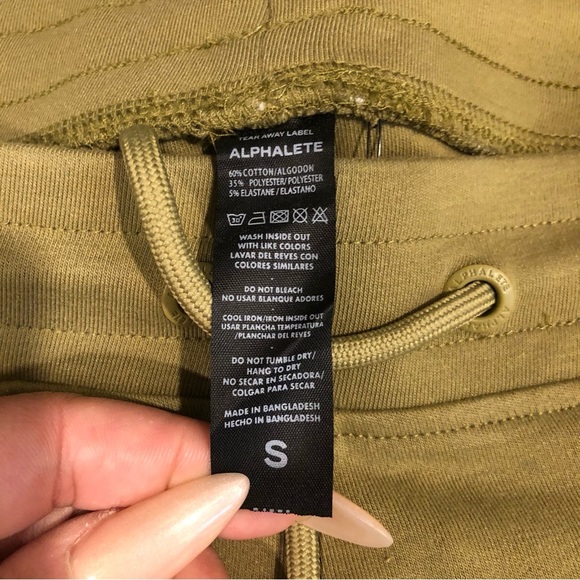 TEAR AWAY LABEL
ALPHALETE
60% COTTON/ALGODON
35% POLYESTER/POLYESTER
5% ELASTANE/ELASTANO
30
WASH INSIDE OUT
WITH LIKE COLORS
LAVAR DEL REVES CON
COLORES SIMILARES
DO NOT BLEACH
NO USAR BLANQUE ADORES
COOL IRON/IRON INSIDE OUT
USAR PLANCHA TEMPERATURA
/PLANCHAR DEL REVES
DO NOT TUMBLE DRY/
HANG TO DRY
NO SECAR EN SECADORA/
COLGAR PARA SECAR
MADE IN BANGLADESH
HECHO EN BANGLADESH
S
ALPHALETE